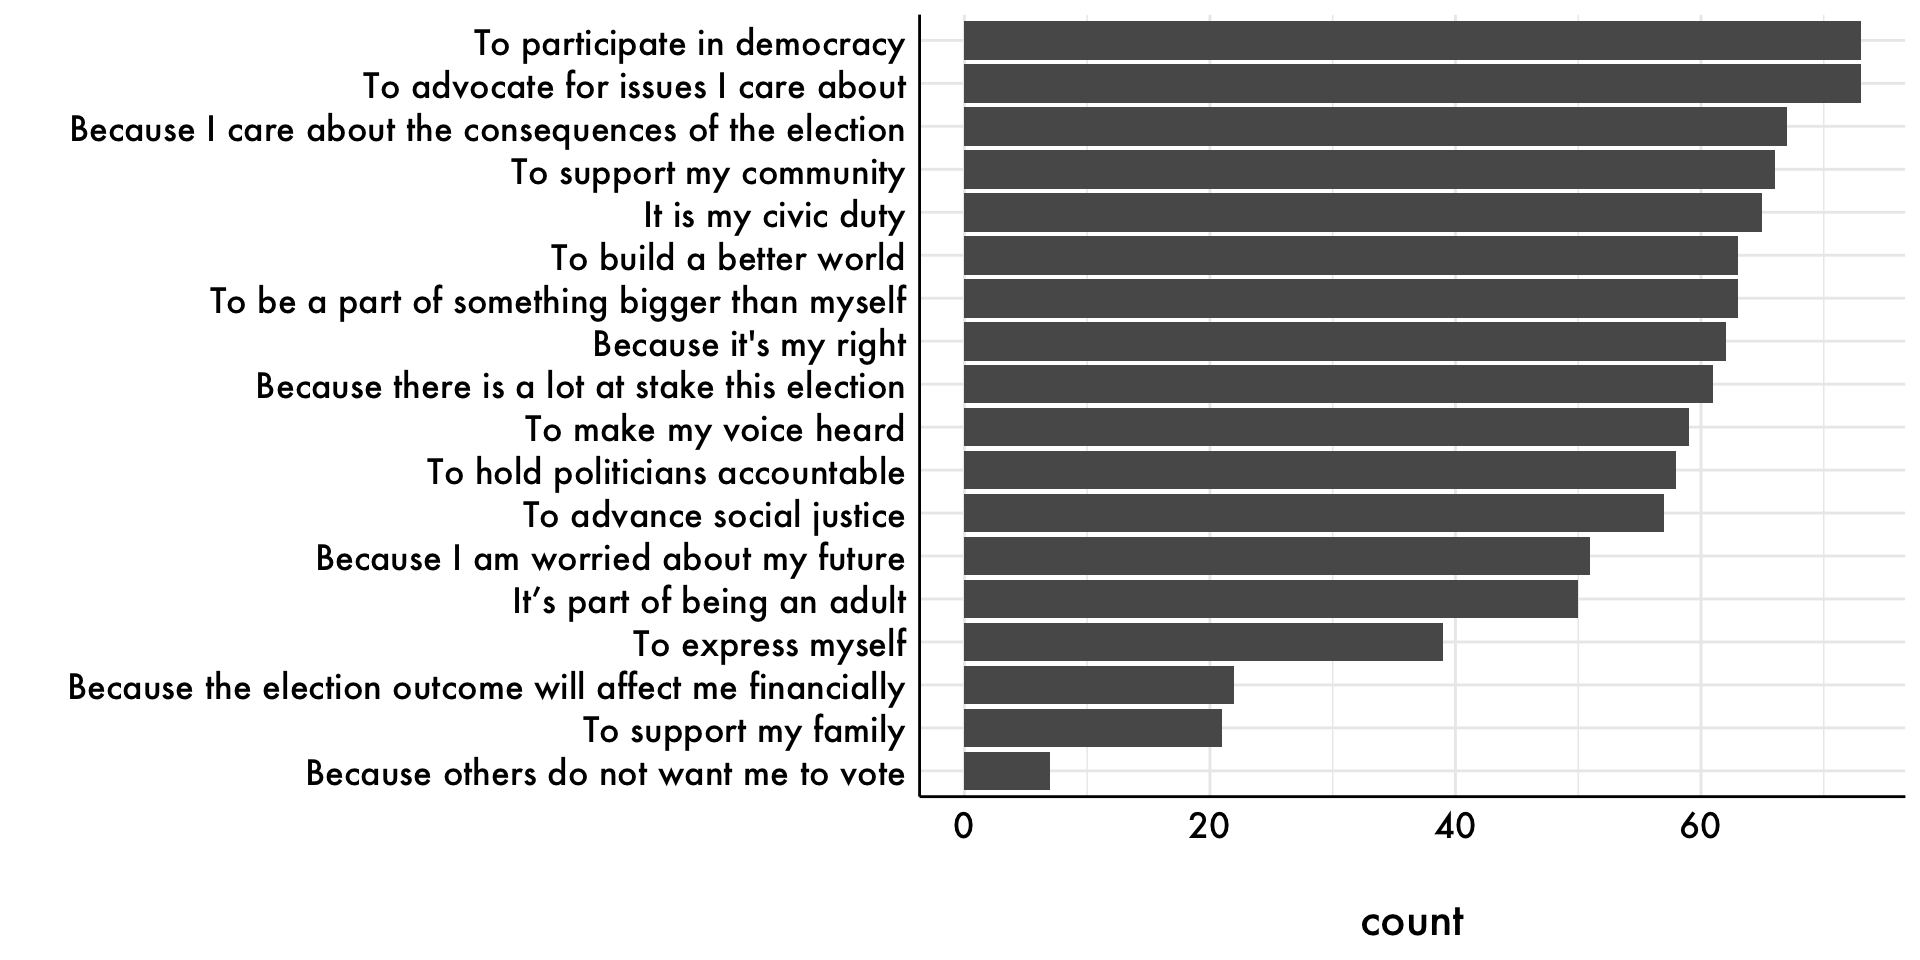 To participate in democracy
To advocate for issues I care about
Because I care about the consequences of the election
To support my community
It is my civic duty
To build a better world
To be a part of something bigger than myself
Because it's my right
Because there is a lot at stake this election
To make my voice heard
To hold politicians accountable
To advance social justice
Because I am worried about my future
It’s part of being an adult
To express myself
Because the election outcome will affect me financially
To support my family
Because others do not want me to vote
0 20 40 60
count